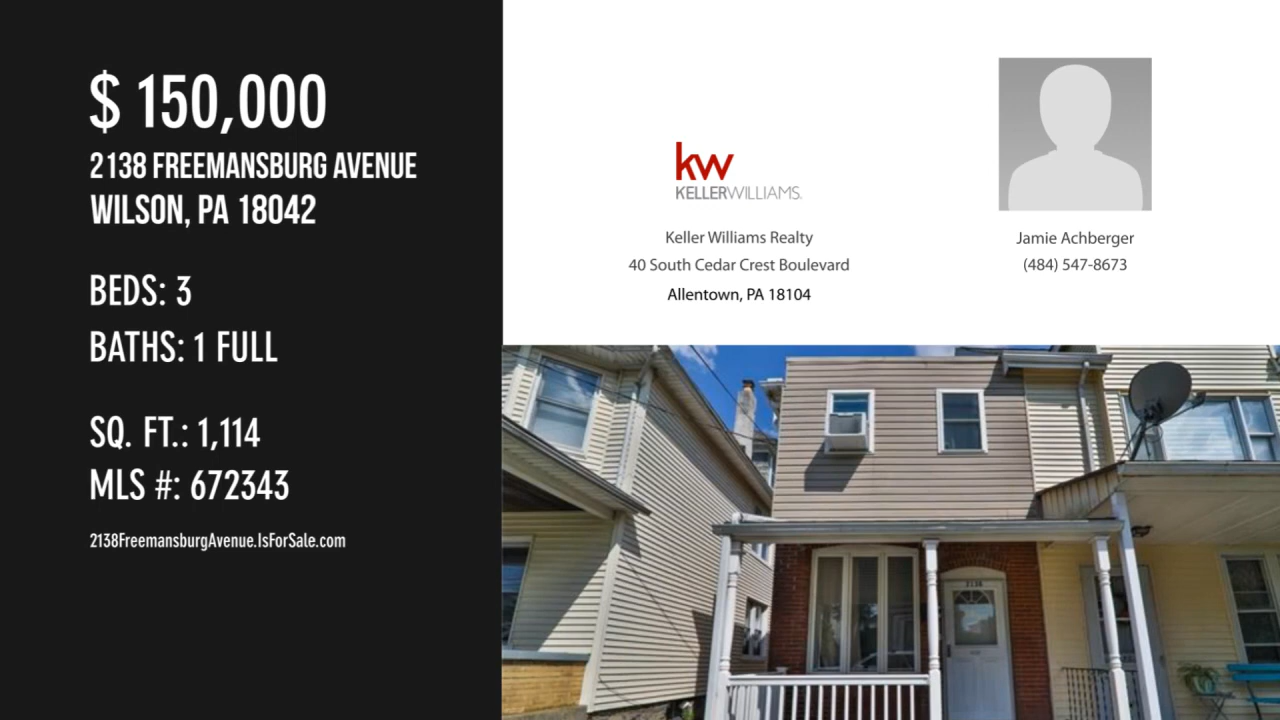 $ 150,000
2138 FREEMANSBURG AVENUE
WILSON, PA 18042
BEDS: 3
BATHS: 1 FULL
SQ. FT.: 1,114
MLS #: 672343
2138FreemansburgAvenue.IsForSale.com
kw
KELLERWILLIAMS.
Keller Williams Realty
40 South Cedar Crest Boulevard
Allentown, PA 18104
Jamie Achberger
(484) 547-8673
2138